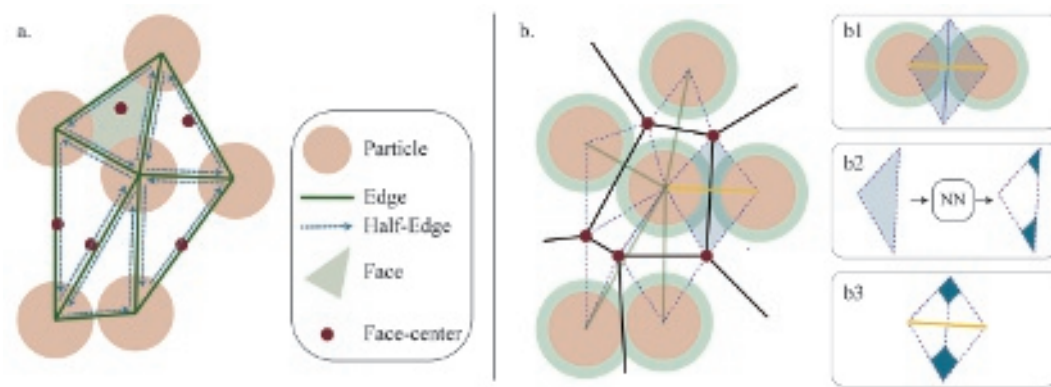 a.
Particle
Edge
Half-Edge
Face
Face-center
b.
b1
b2
NN
b3